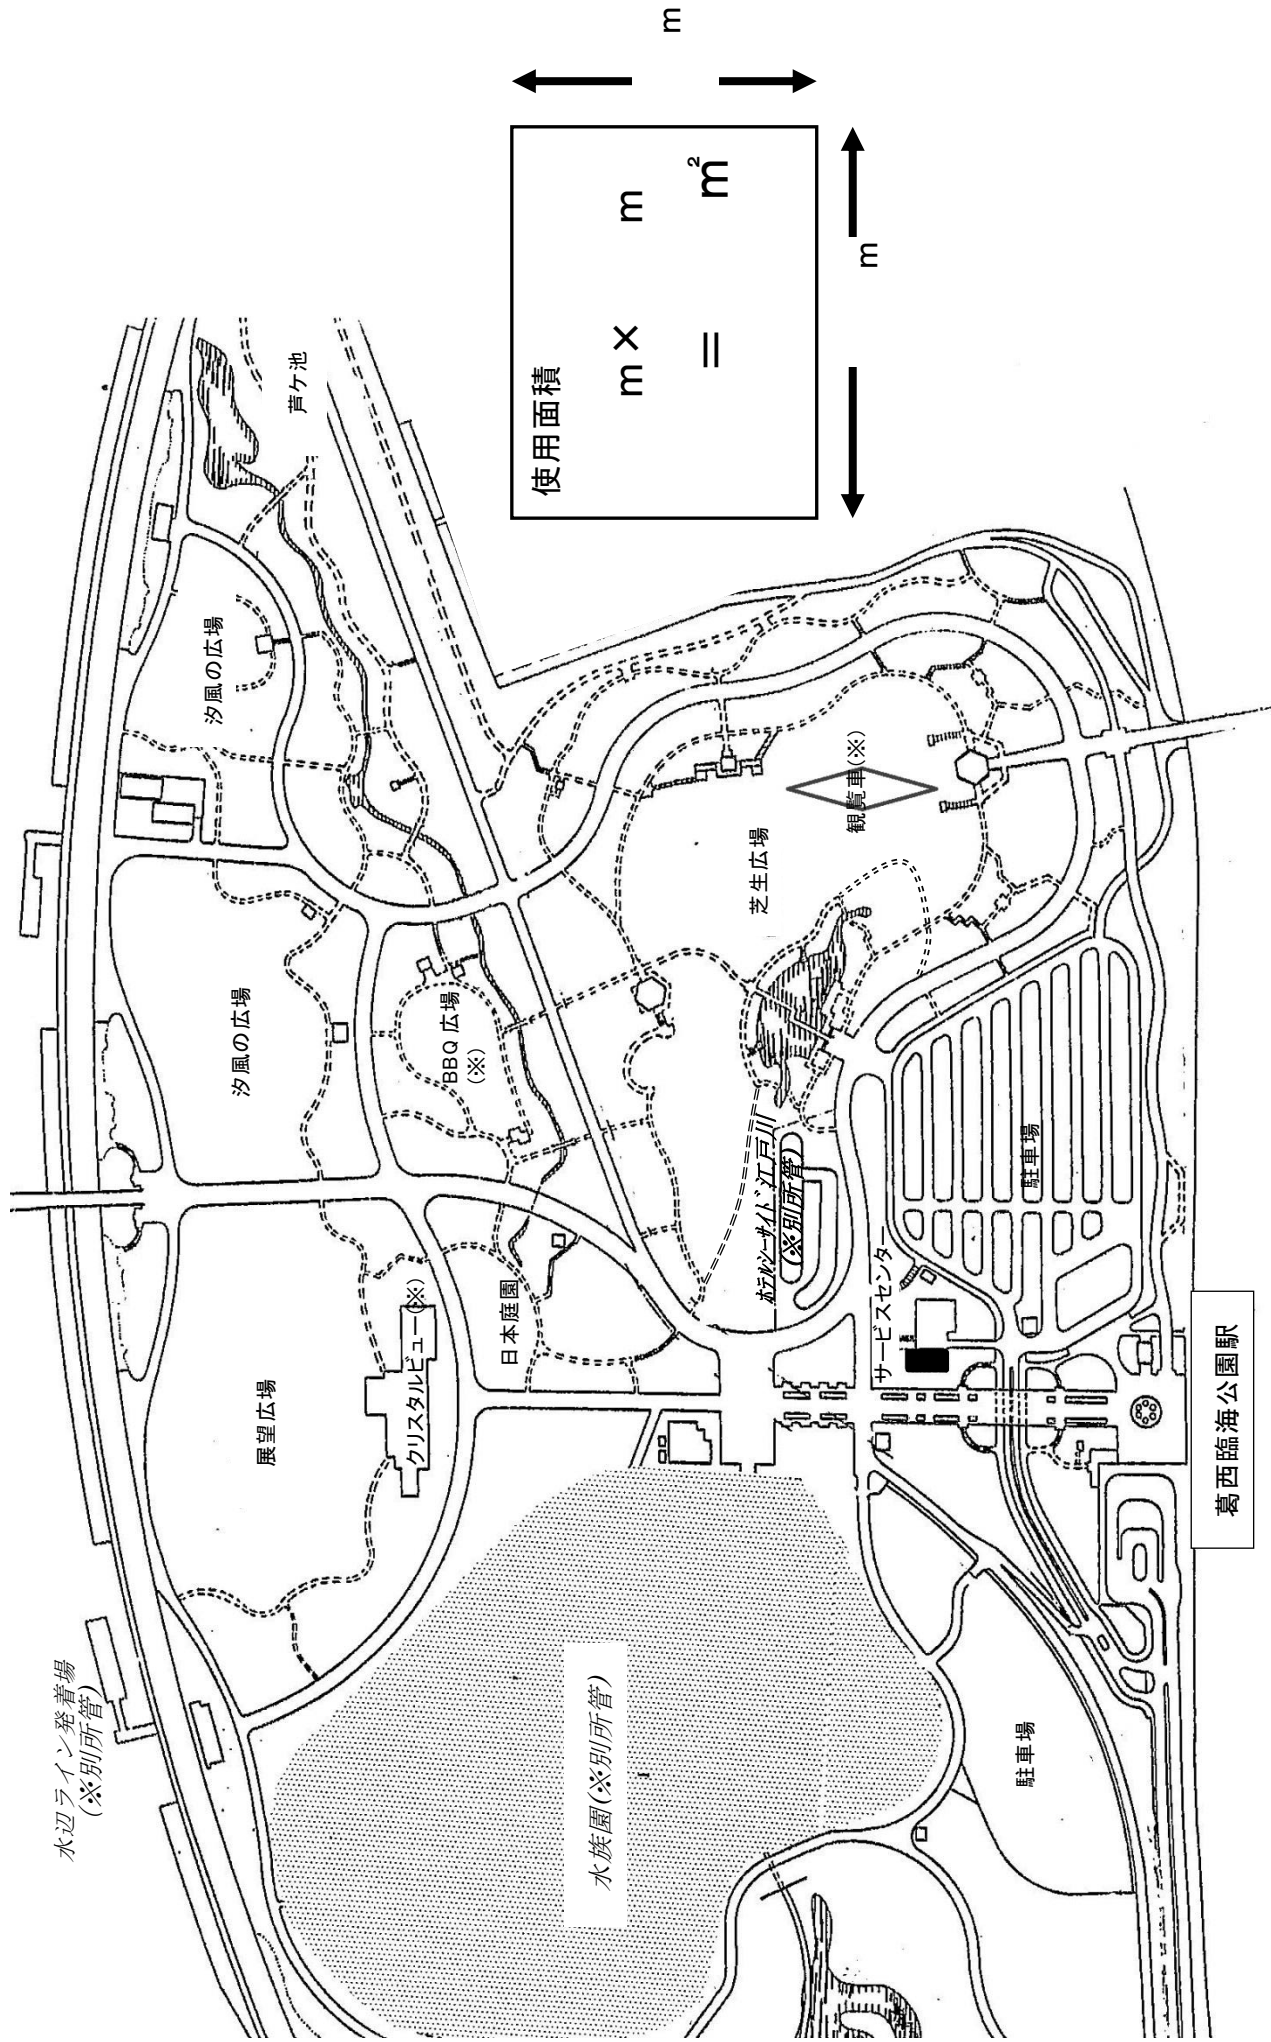 使用面積
m × m
= m²
m
m
芦ケ池
汐風の広場
汐風の広場
BBQ 広場
(※)
芝生広場
観覧車(※)
展望広場
クリスタルビュー(※)
日本庭園
ホテルシーサイド江戸川
(※別所管)
サービスセンター
駐車場
水辺ライン発着場
(※別所管)
水族園(※別所管)
駐車場
葛西臨海公園駅